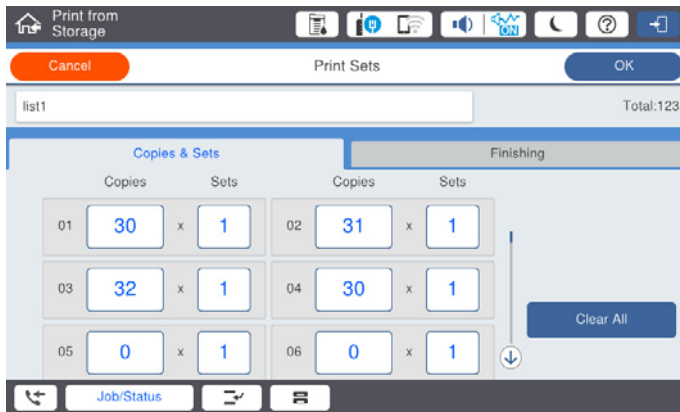 Print from
Storage
ON
Cancel
Print Sets
OK
list1
Total:123
Copies & Sets
Finishing
Copies Sets Copies Sets
01 30 x 1 02 31 x 1
03 32 x 1 04 30 x 1
Clear All
05 0 x 1 06 0 x 1
Job/Status